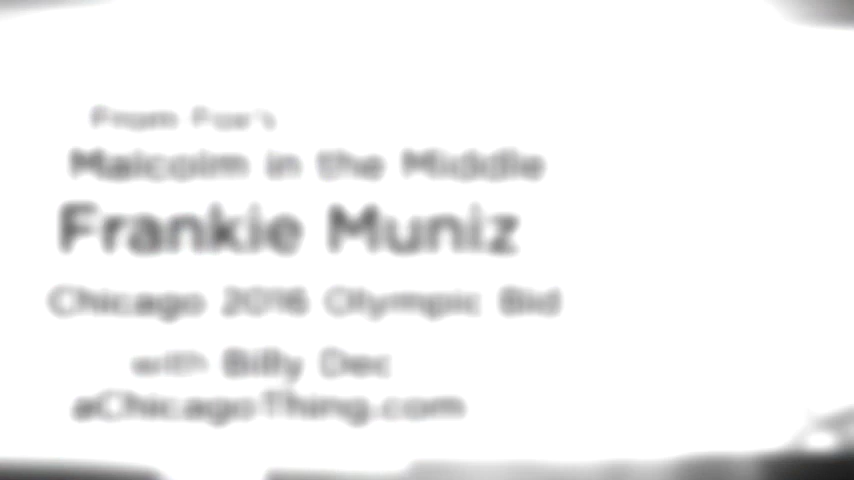 From Fox's
Malcolm in the Middle
Frankie Muniz
Chicago 2016 Olympic Bid
with Billy Dec
aChicagoThing.com